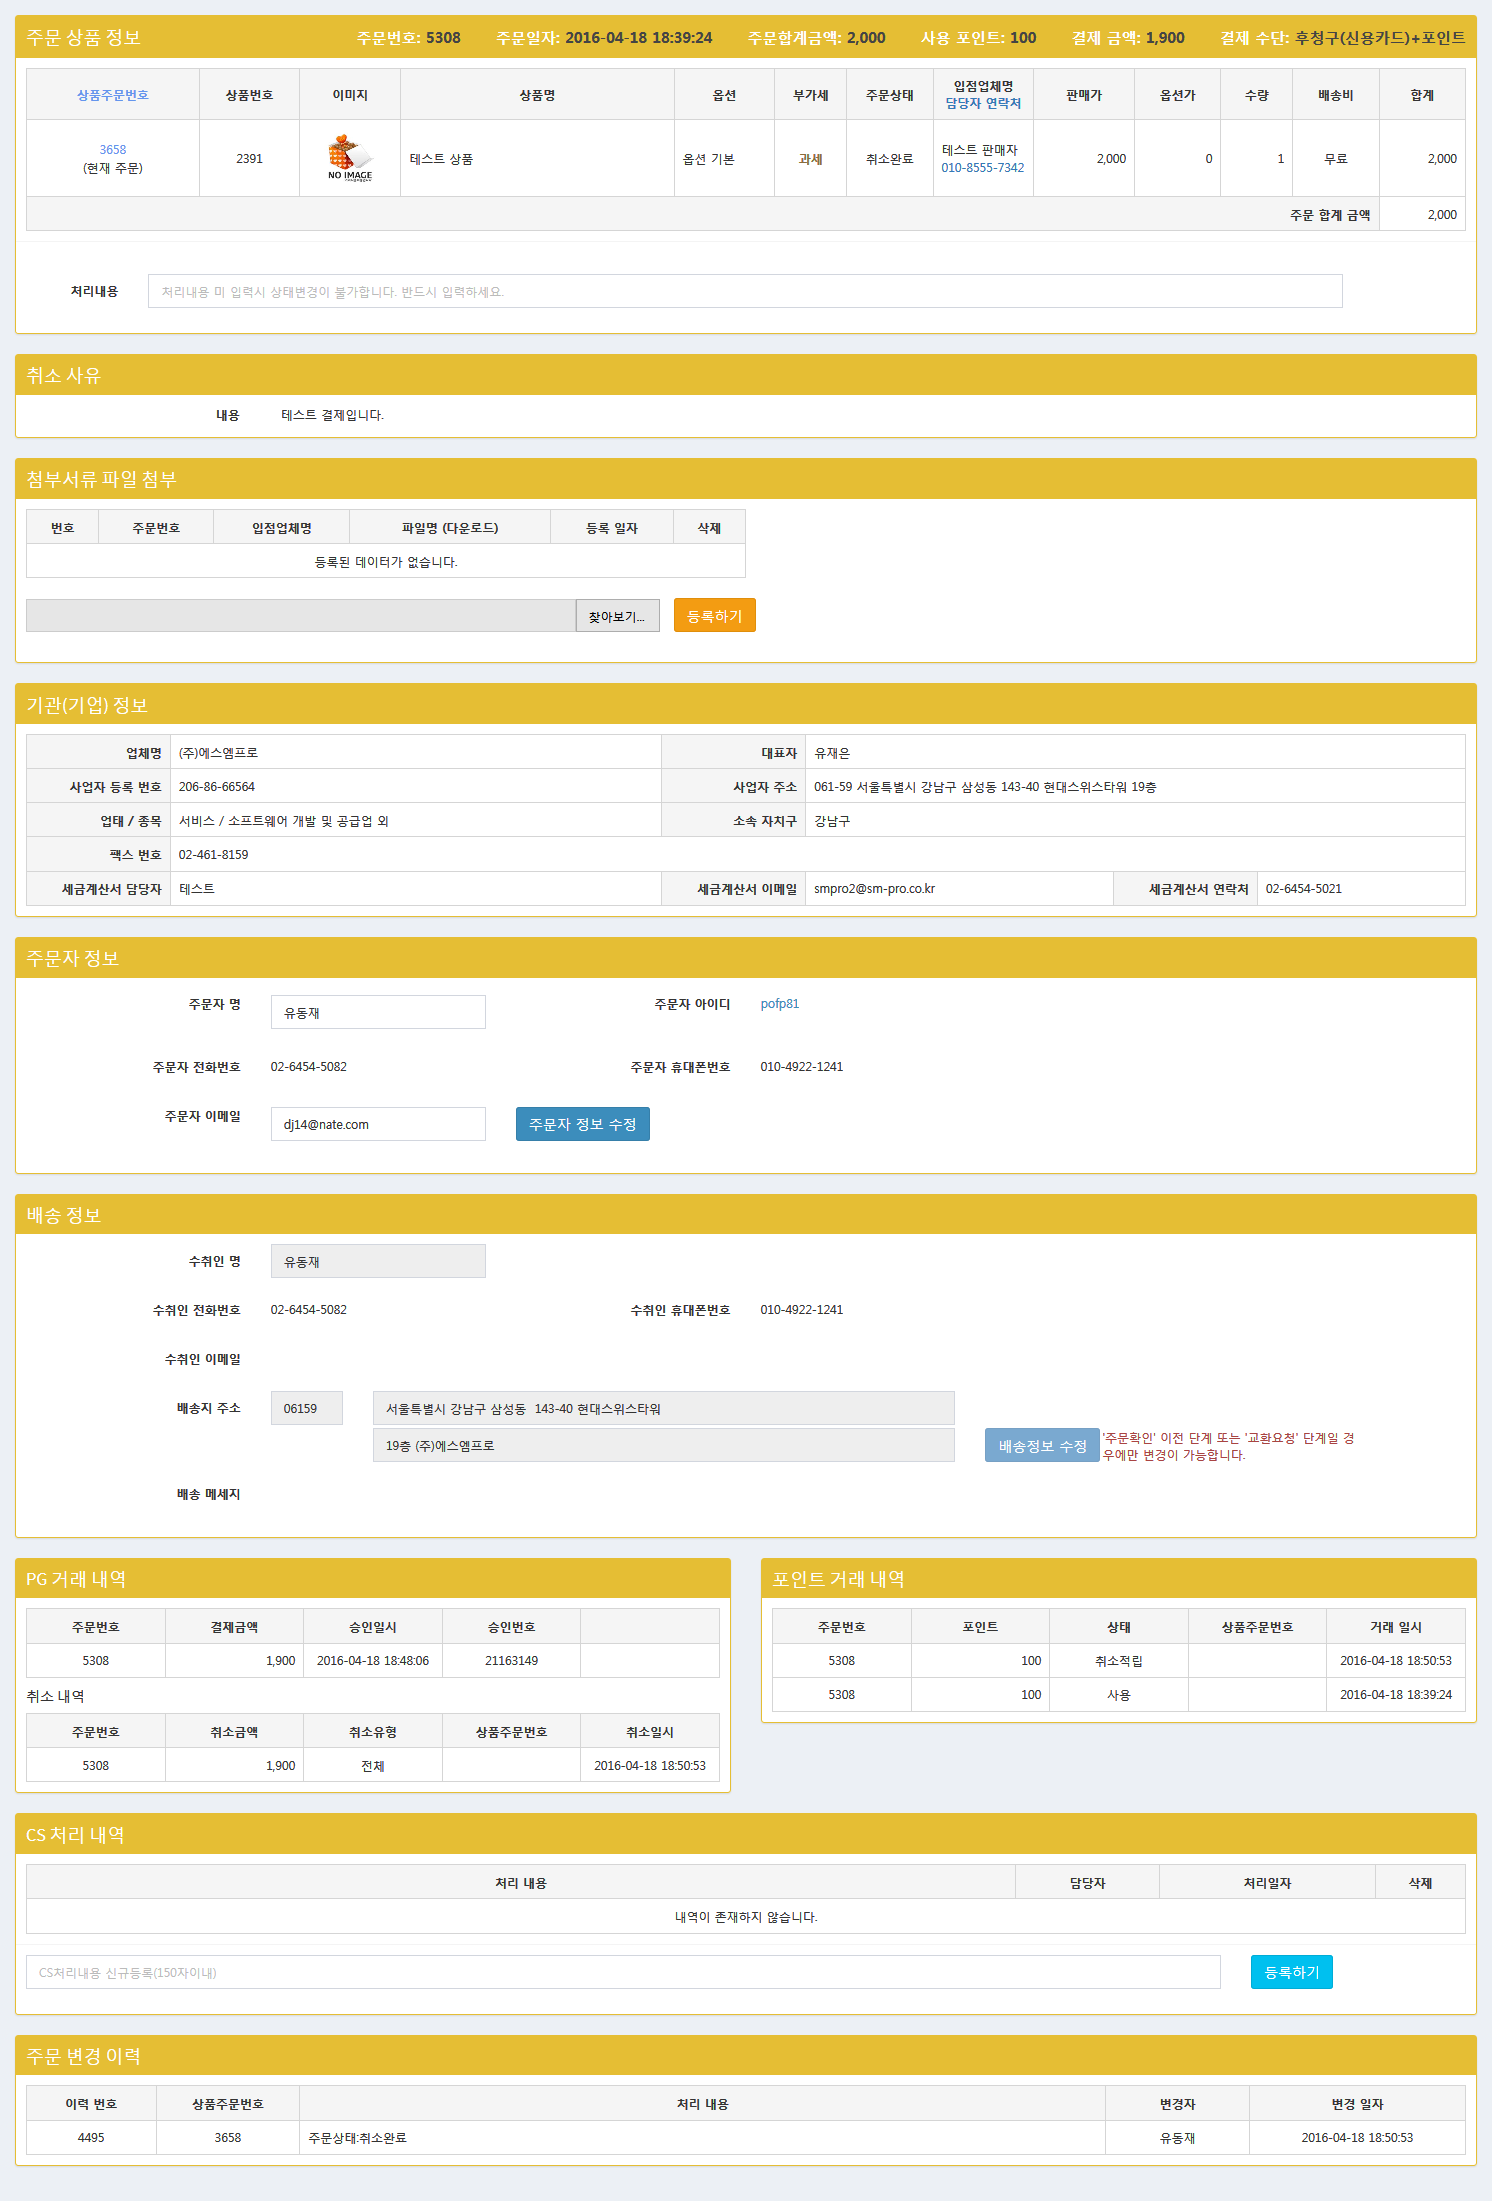 주문 상품 정보 주문번호: 5308 주문일자: 2016-04-18 18:39:24 주문합계금액: 2,000 사용 포인트: 100 결제 금액: 1,900 결제 수단: 후청구(신용카드)+포인트
상품주문번호 상품번호 이미지 상품명 옵션 부가세 주문상태 입점업체명 담당자 연락처 판매가 옵션가 수량 배송비 합계
3658 (현재 주문) 2391 NO IMAGE 테스트 상품 옵션 기본 과세 취소완료 테스트 판매자 010-8555-7342 2,000 0 1 무료 2,000
주문 합계 금액 2,000
처리내용 처리내용 미 입력시 상태변경이 불가합니다. 반드시 입력하세요.
취소 사유
내용 테스트 결제입니다.
첨부서류 파일 첨부
번호 주문번호 입점업체명 파일명 (다운로드) 등록 일자 삭제
등록된 데이터가 없습니다.
찾아보기... 등록하기
기관(기업) 정보
업체명 (주)에스엠프로 대표자 유재은
사업자 등록 번호 206-86-66564 사업자 주소 061-59 서울특별시 강남구 삼성동 143-40 현대스위스타워 19층
업태 / 종목 서비스 / 소프트웨어 개발 및 공급업 외 소속 자치구 강남구
팩스 번호 02-461-8159
세금계산서 담당자 테스트 세금계산서 이메일 smpro2@sm-pro.co.kr 세금계산서 연락처 02-6454-5021
주문자 정보
주문자 명 유동재 주문자 아이디 pofp81
주문자 전화번호 02-6454-5082 주문자 휴대폰번호 010-4922-1241
주문자 이메일 dj14@nate.com 주문자 정보 수정
배송 정보
수취인 명 유동재
수취인 전화번호 02-6454-5082 수취인 휴대폰번호 010-4922-1241
수취인 이메일
배송지 주소 06159 서울특별시 강남구 삼성동 143-40 현대스위스타워
19층 (주)에스엠프로 배송정보 수정 '주문확인' 이전 단계 또는 '교환요청' 단계일 경
우에만 변경이 가능합니다.
배송 메세지
PG 거래 내역
주문번호 결제금액 승인일시 승인번호
5308 1,900 2016-04-18 18:48:06 21163149
취소 내역
주문번호 취소금액 취소유형 상품주문번호 취소일시
5308 1,900 전체 2016-04-18 18:50:53
포인트 거래 내역
주문번호 포인트 상태 상품주문번호 거래 일시
5308 100 취소적립 2016-04-18 18:50:53
5308 100 사용 2016-04-18 18:39:24
CS 처리 내역
처리 내용 담당자 처리일자 삭제
내역이 존재하지 않습니다.
CS처리내용 신규등록(150자이내) 등록하기
주문 변경 이력
이력 번호 상품주문번호 처리 내용 변경자 변경 일자
4495 3658 주문상태:취소완료 유동재 2016-04-18 18:50:53